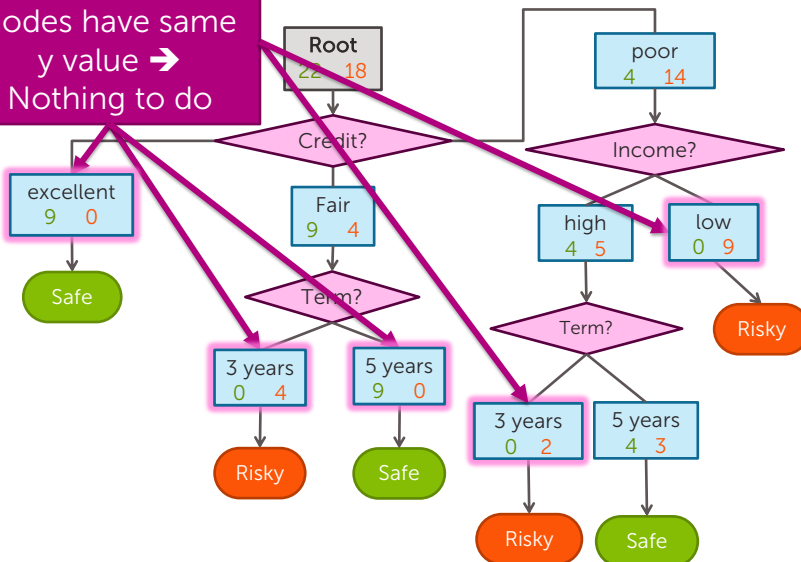 odes have same
y value ➔
Nothing to do
Root
22 18
poor
4 14
Credit?
Income?
excellent
9 0
Fair
9 4
high
4 5
low
0 9
Safe
Term?
Term?
Risky
3 years
0 4
5 years
9 0
3 years
0 2
5 years
4 3
Risky
Safe
Risky
Safe